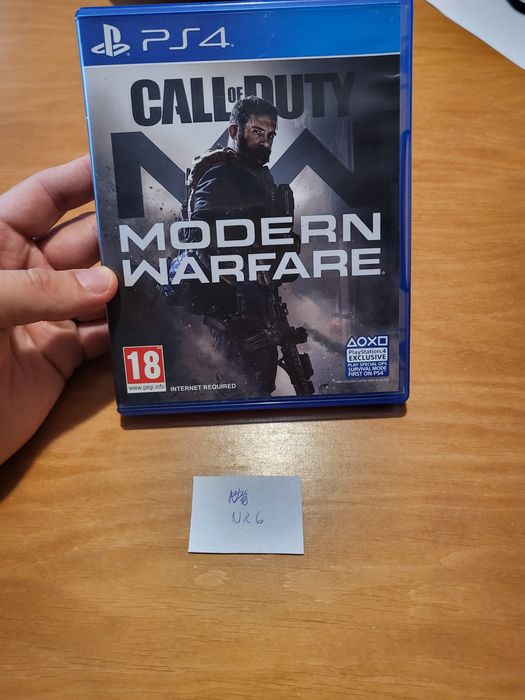 PS4
CALL OF DUTY
MODERN
WARFARE
18
www.pegi.info
INTERNET REQUIRED
PlayStation.4
EXCLUSIVE
PLAY SPECIAL OPS
SURVIVAL MODE
FIRST ON PS4
NR 6